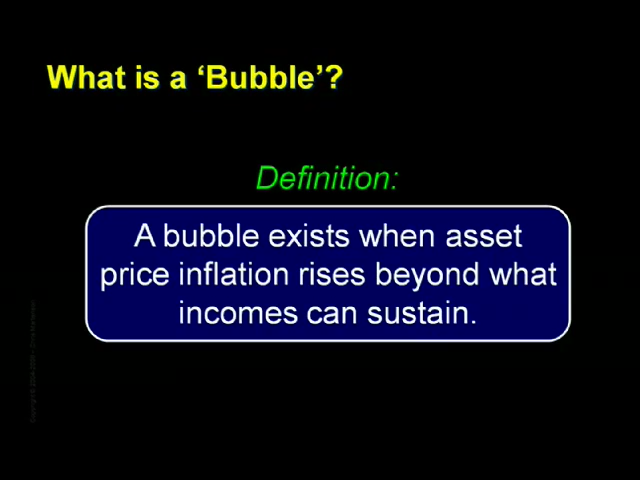 What is a ‘Bubble’?
Definition:
A bubble exists when asset
price inflation rises beyond what
incomes can sustain.